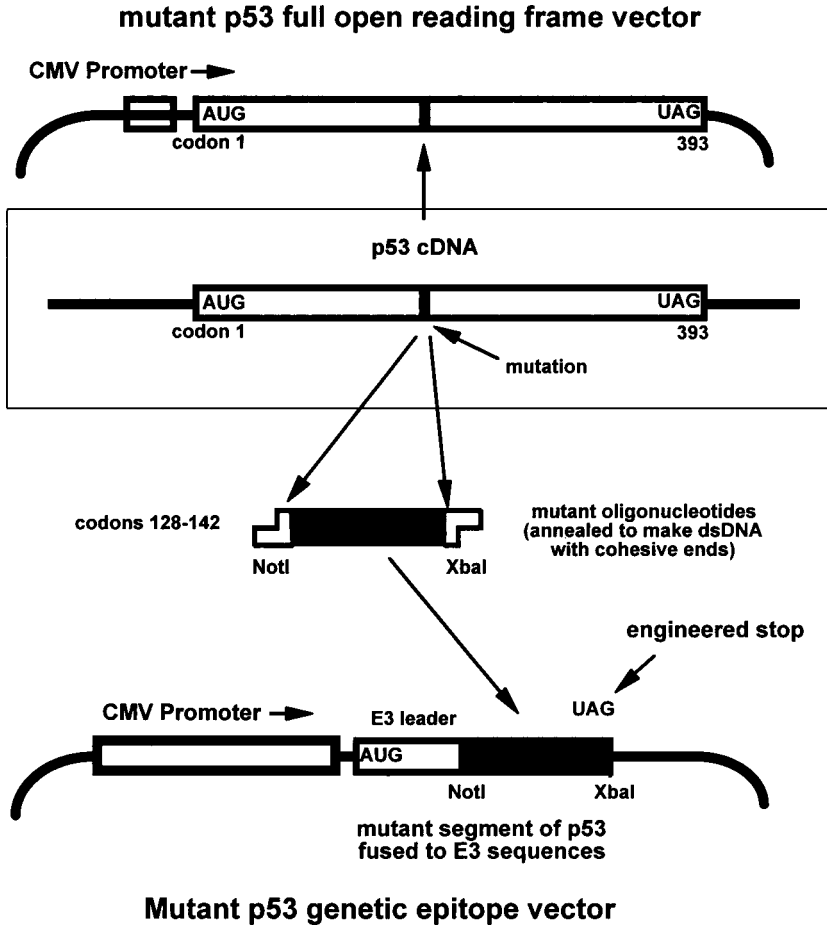 mutant p53 full open reading frame vector
CMV Promoter
AUG
UAG
codon 1
393
p53 cDNA
AUG
UAG
codon 1
393
mutation
codons 128-142
mutant oligonucleotides
(annealed to make dsDNA
with cohesive ends)
NotI
XbaI
engineered stop
UAG
CMV Promoter
E3 leader
AUG
NotI
XbaI
mutant segment of p53
fused to E3 sequences
Mutant p53 genetic epitope vector